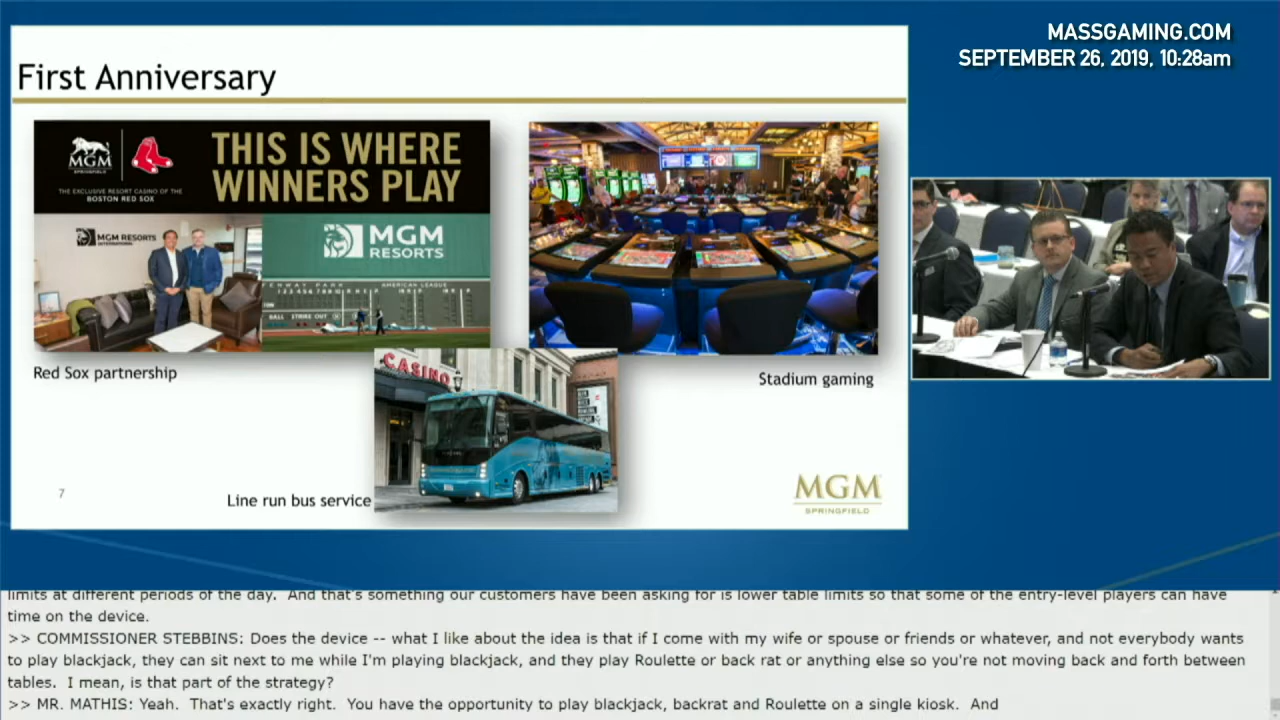 MASSGAMING.COM
SEPTEMBER 26, 2019, 10:28am
First Anniversary
MGM
SPRINGFIELD
THE EXCLUSIVE RESORT CASINO OF THE
BOSTON RED SOX
THIS IS WHERE
WINNERS PLAY
MGM RESORTS
INTERNATIONAL
MGM
RESORTS
FENWAY PARK
AMERICAN LEAGUE
BALL STRIKE OUT
Red Sox partnership
Stadium gaming
CASINO
Line run bus service
7
MGM
SPRINGFIELD
limits at different periods of the day. And that's something our customers have been asking for is lower table limits so that some of the entry-level players can have
time on the device.
>> COMMISSIONER STEBBINS: Does the device -- what I like about the idea is that if I come with my wife or spouse or friends or whatever, and not everybody wants
to play blackjack, they can sit next to me while I'm playing blackjack, and they play Roulette or back rat or anything else so you're not moving back and forth between
tables. I mean, is that part of the strategy?
>> MR. MATHIS: Yeah. That's exactly right. You have the opportunity to play blackjack, backrat and Roulette on a single kiosk. And